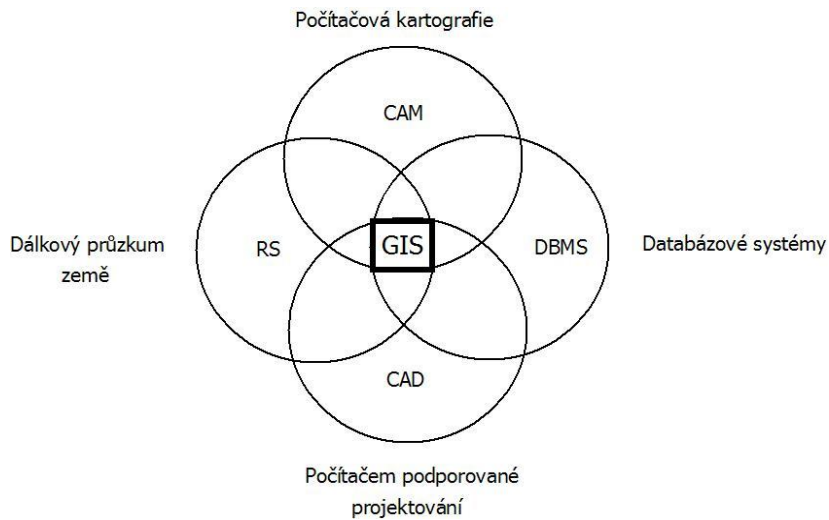 Počítačová kartografie
CAM
Dálkový průzkum
země
RS
GIS
DBMS
Databázové systémy
CAD
Počítačem podporované
projektování